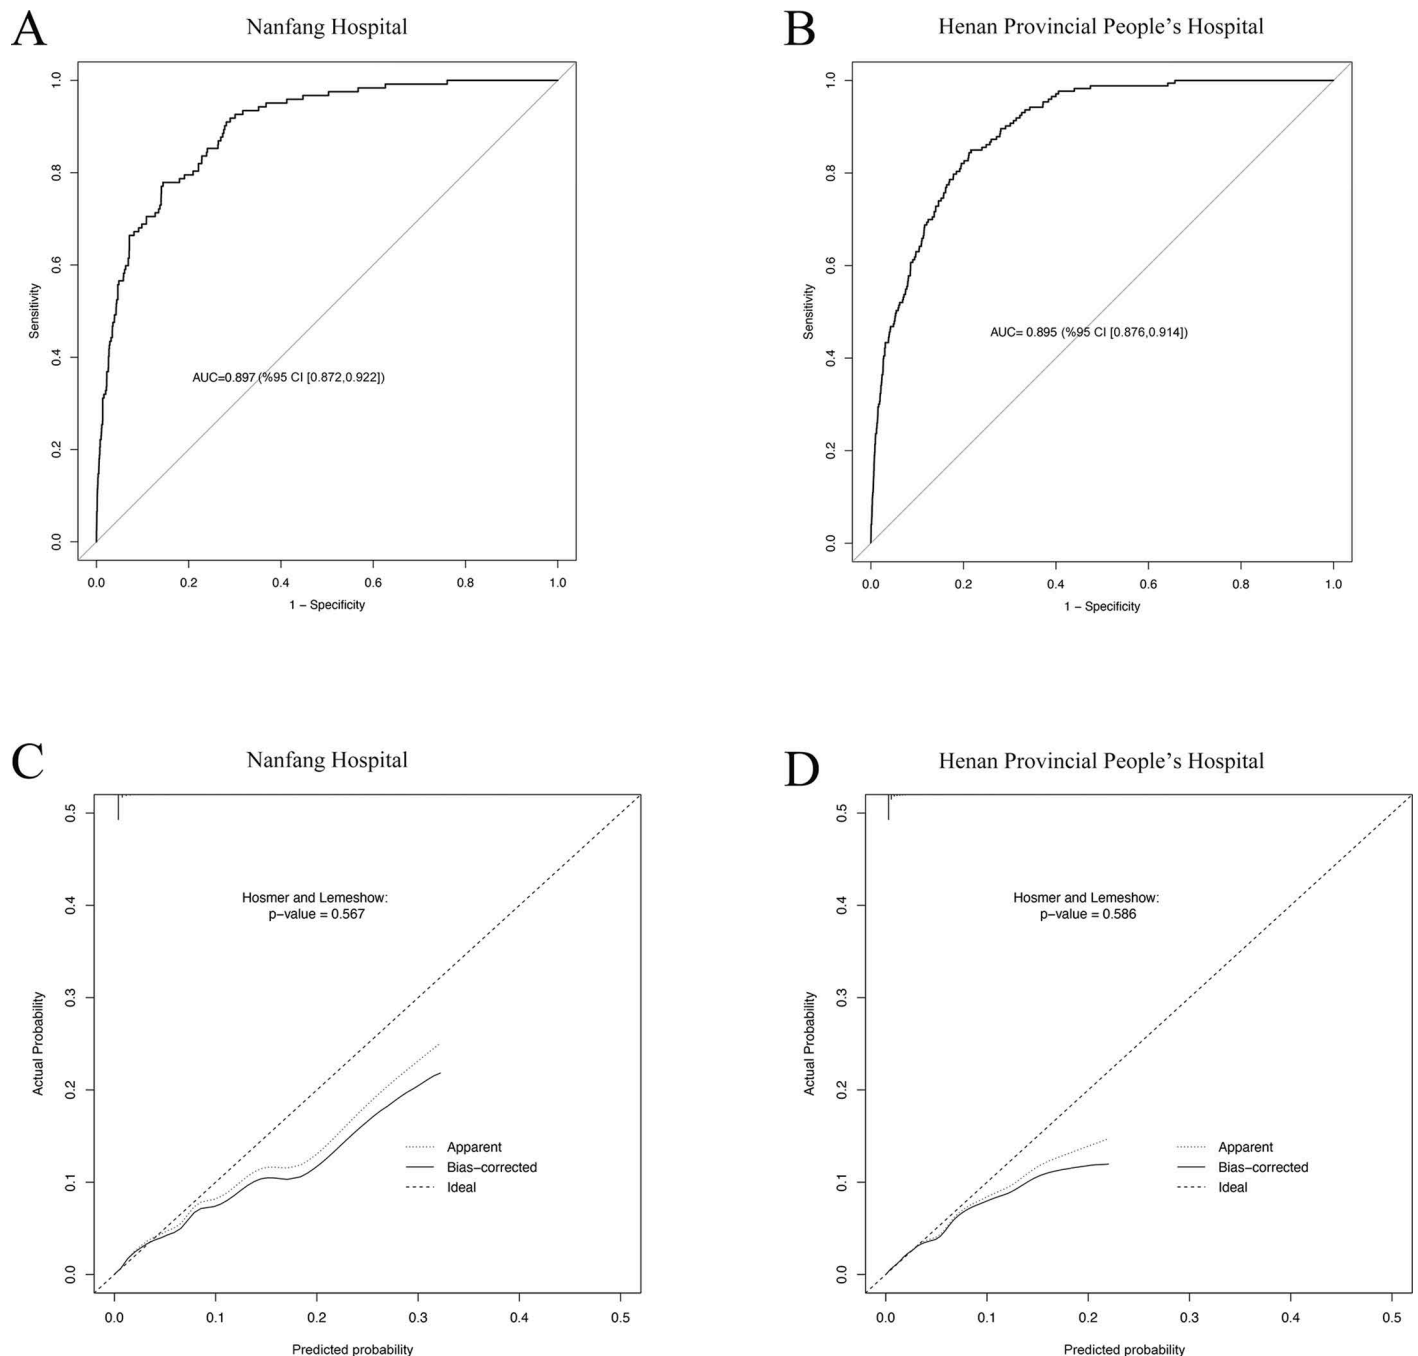 A
Nanfang Hospital
1.0
0.8
0.6
0.4
0.2
0.0
Sensitivity
AUC=0.897 (%95 CI [0.872,0.922])
0.0 0.2 0.4 0.6 0.8 1.0
1 − Specificity
B
Henan Provincial People’s Hospital
1.0
0.8
0.6
0.4
0.2
0.0
Sensitivity
AUC= 0.895 (%95 CI [0.876,0.914])
0.0 0.2 0.4 0.6 0.8 1.0
1 − Specificity
C
Nanfang Hospital
0.5
0.4
0.3
0.2
0.1
0.0
Actual Probability
Hosmer and Lemeshow:
p−value = 0.567
Apparent
Bias−corrected
Ideal
0.0 0.1 0.2 0.3 0.4 0.5
Predicted probability
D
Henan Provincial People’s Hospital
0.5
0.4
0.3
0.2
0.1
0.0
Actual Probability
Hosmer and Lemeshow:
p−value = 0.586
Apparent
Bias−corrected
Ideal
0.0 0.1 0.2 0.3 0.4 0.5
Predicted probability